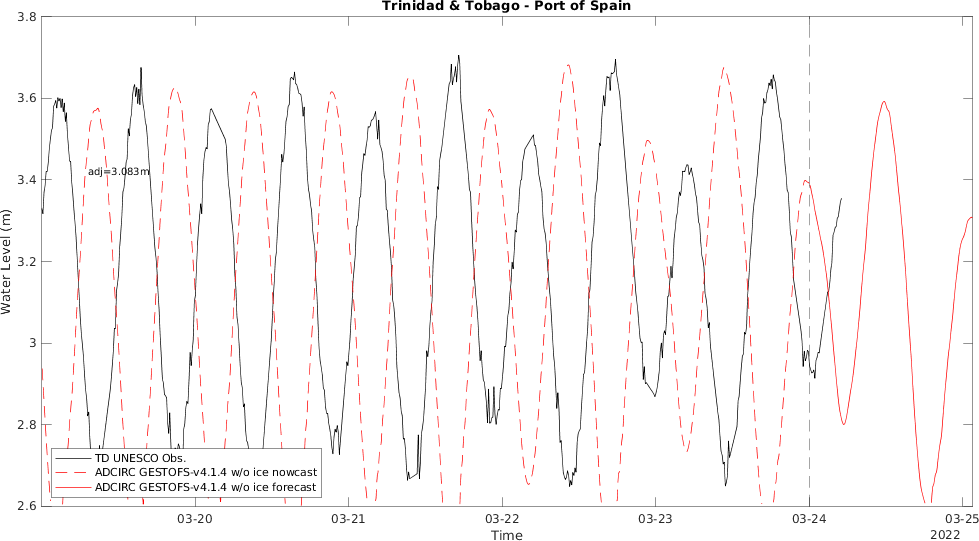 Trinidad & Tobago - Port of Spain
3.8
3.6
3.4
3.2
3
2.8
2.6
Water Level (m)
adj=3.083m
TD UNESCO Obs.
ADCIRC GESTOFS-v4.1.4 w/o ice nowcast
ADCIRC GESTOFS-v4.1.4 w/o ice forecast
03-20
03-21
03-22
03-23
03-24
03-25
Time
2022